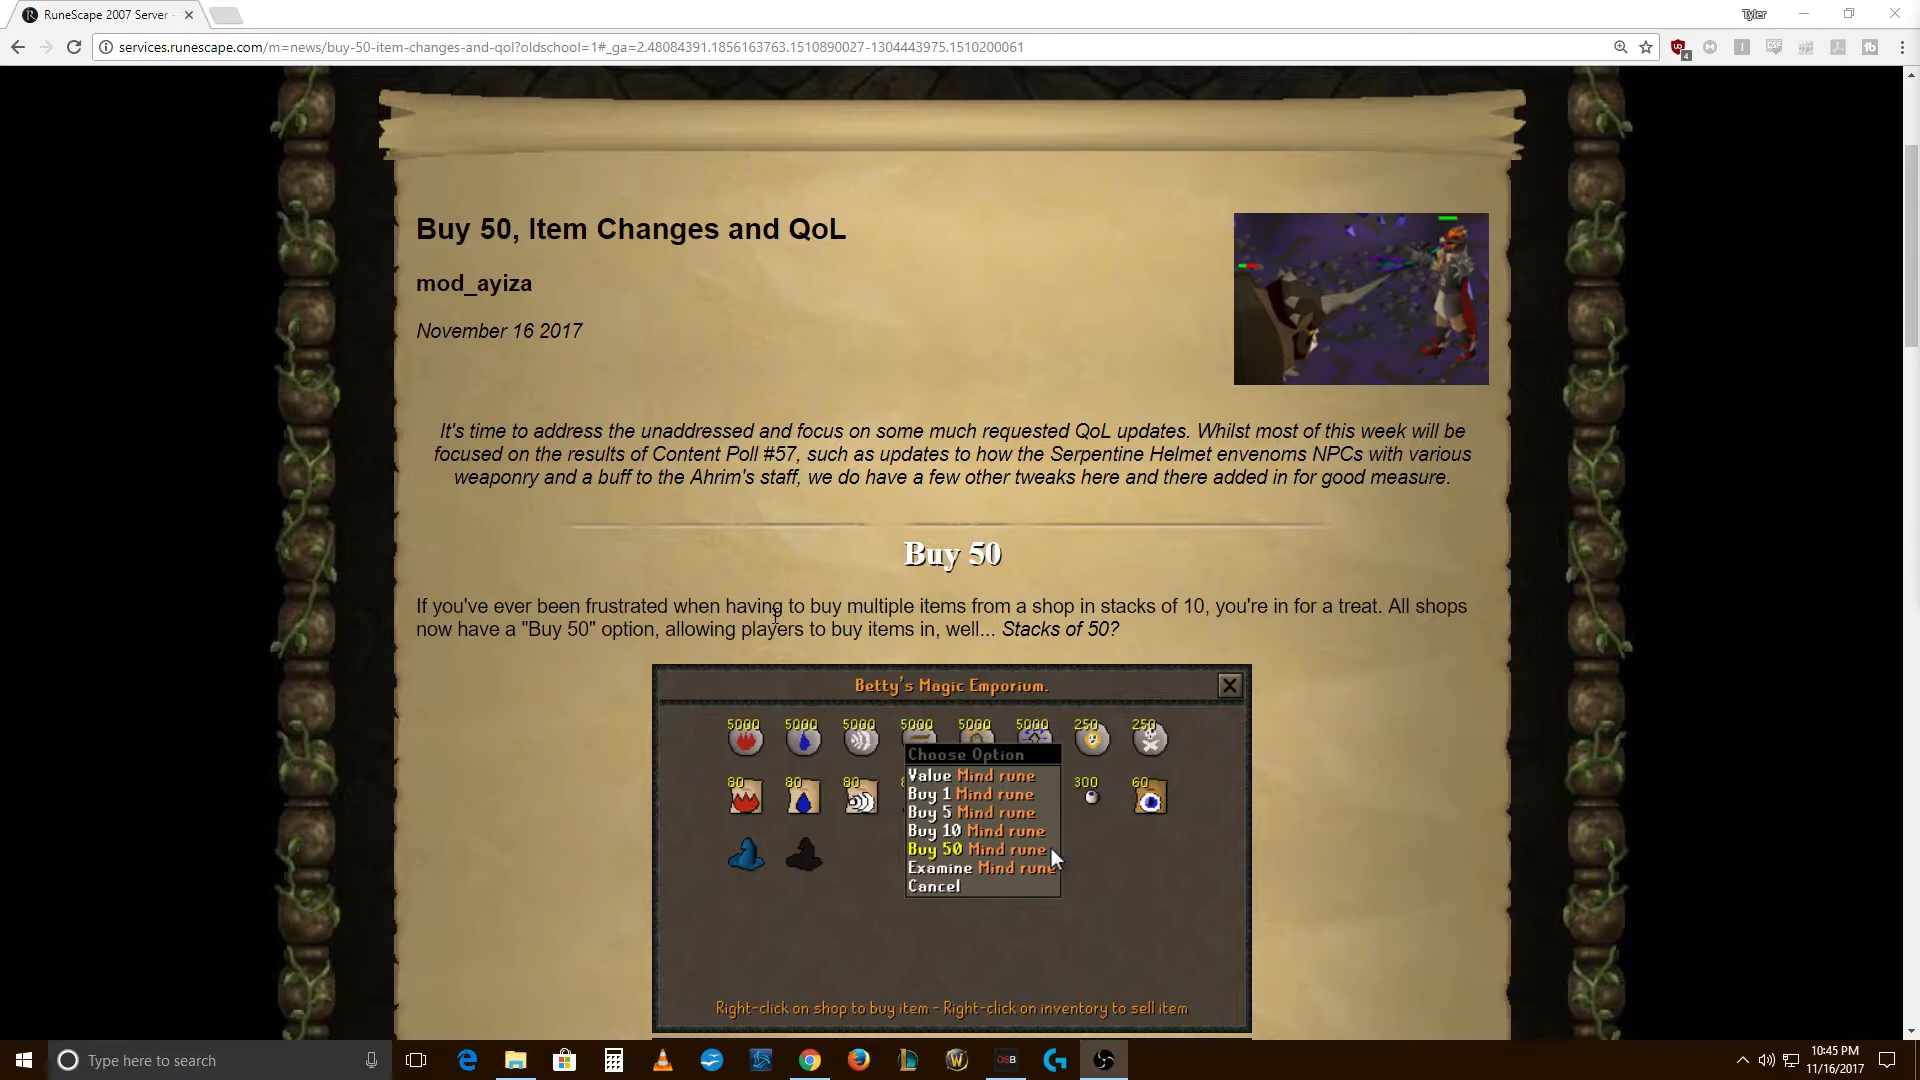 RuneScape 2007 Server
Tyler
services.runescape.com/m=news/buy-50-item-changes-and-qol?oldschool=1#_ga=2.48084391.1856163763.1510890027-1304443975.1510200061
Buy 50, Item Changes and QoL
mod_ayiza
November 16 2017
It's time to address the unaddressed and focus on some much requested QoL updates. Whilst most of this week will be
focused on the results of Content Poll #57, such as updates to how the Serpentine Helmet envenoms NPCs with various
weaponry and a buff to the Ahrim's staff, we do have a few other tweaks here and there added in for good measure.
Buy 50
If you've ever been frustrated when having to buy multiple items from a shop in stacks of 10, you're in for a treat. All shops
now have a "Buy 50" option, allowing players to buy items in, well... Stacks of 50?
Betty's Magic Emporium.
5000 5000 5000 5000 5000 5000 250 250
Choose Option
Value Mind rune
80 80 80 300 60
Buy 1 Mind rune
Buy 5 Mind rune
Buy 10 Mind rune
Buy 50 Mind rune
Examine Mind rune
Cancel
Right-click on shop to buy item - Right-click on inventory to sell item
Type here to search
OSB
10:45 PM
11/16/2017